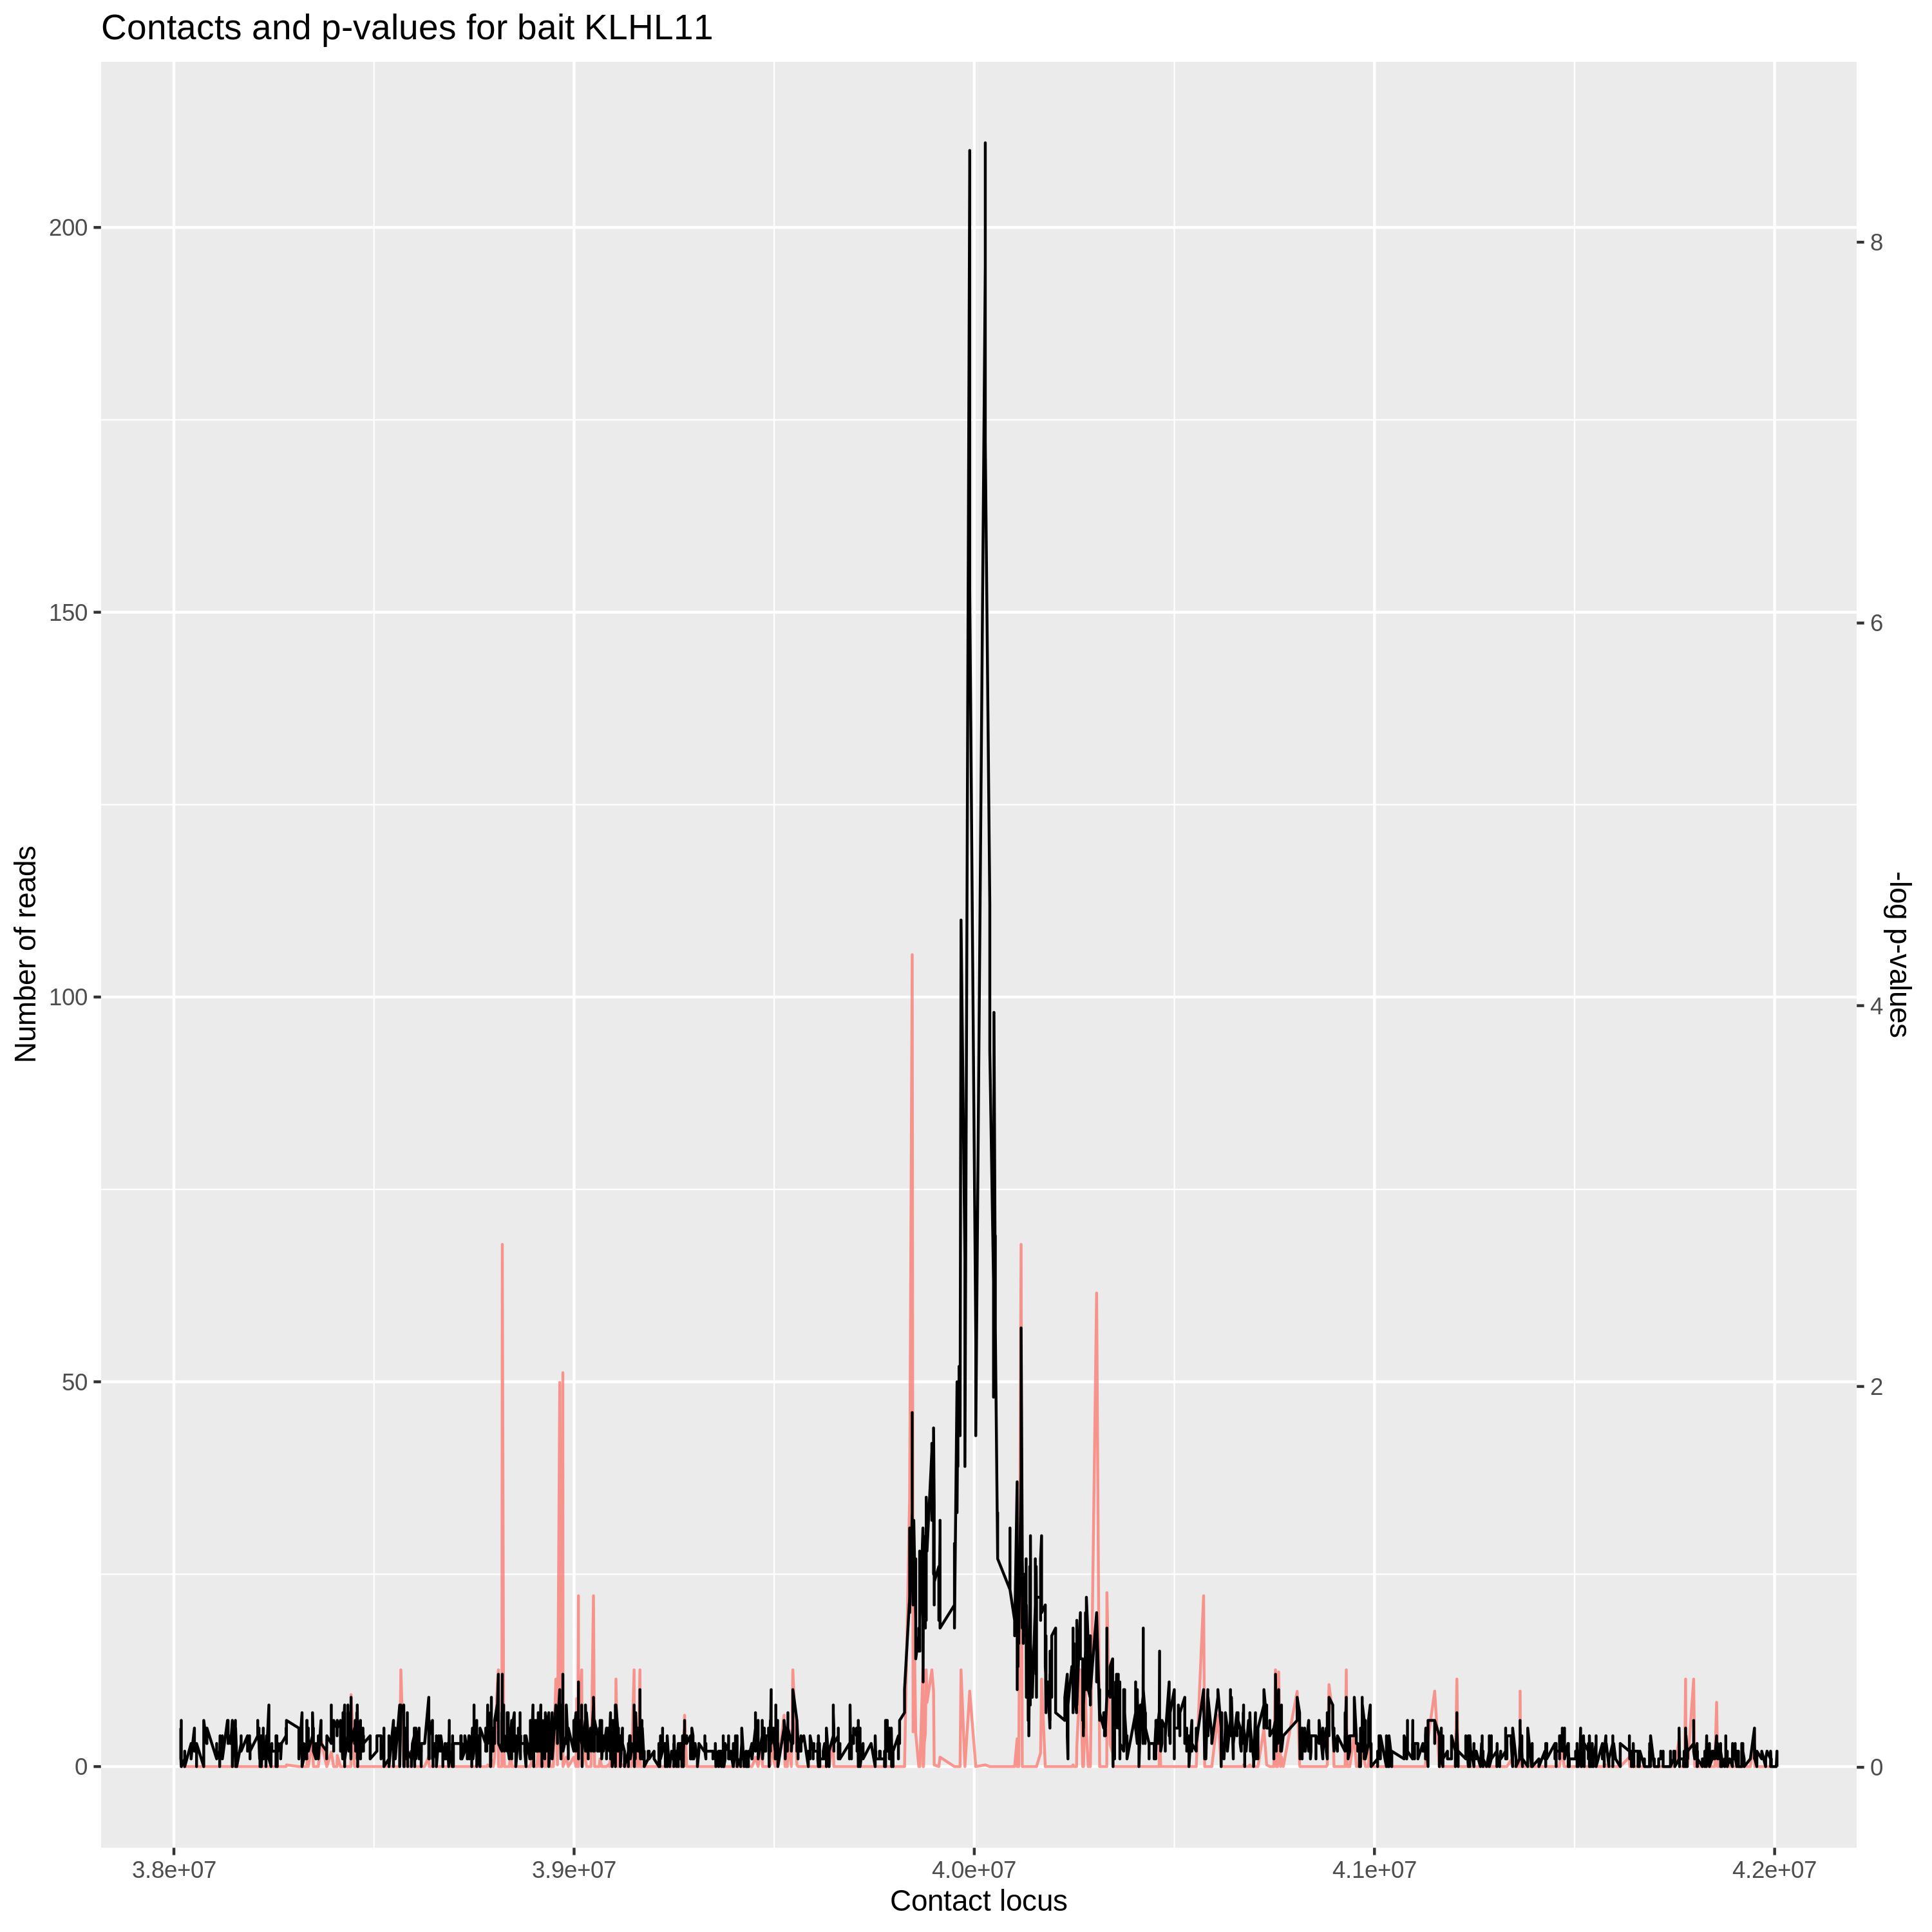 Contacts and p-values for bait KLHL11
200
150
100
50
0
Number of reads
8
6
4
2
0
-log p-values
3.8e+07
3.9e+07
4.0e+07
4.1e+07
4.2e+07
Contact locus